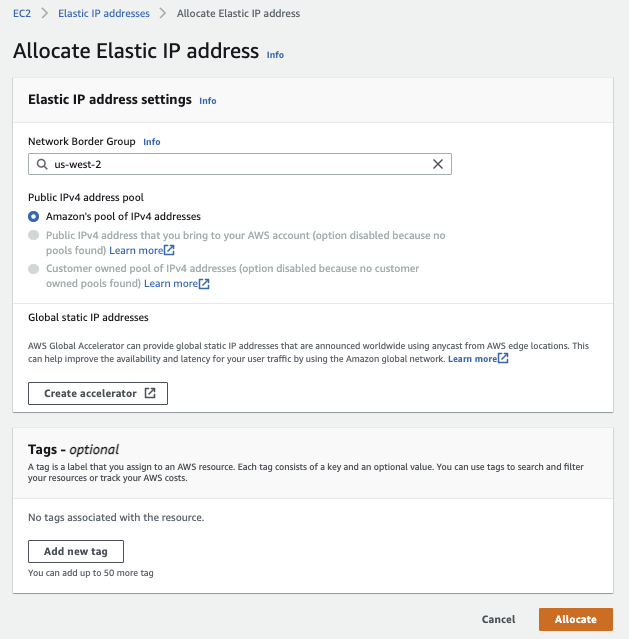 EC2 > Elastic IP addresses > Allocate Elastic IP address
Allocate Elastic IP address Info
Elastic IP address settings Info
Network Border Group Info
us-west-2
Public IPv4 address pool
Amazon's pool of IPv4 addresses
Public IPv4 address that you bring to your AWS account (option disabled because no
pools found) Learn more
Customer owned pool of IPv4 addresses (option disabled because no customer
owned pools found) Learn more
Global static IP addresses
AWS Global Accelerator can provide global static IP addresses that are announced worldwide using anycast from AWS edge locations. This
can help improve the availability and latency for your user traffic by using the Amazon global network. Learn more
Create accelerator
Tags - optional
A tag is a label that you assign to an AWS resource. Each tag consists of a key and an optional value. You can use tags to search and filter
your resources or track your AWS costs.
No tags associated with the resource.
Add new tag
You can add up to 50 more tag
Cancel Allocate